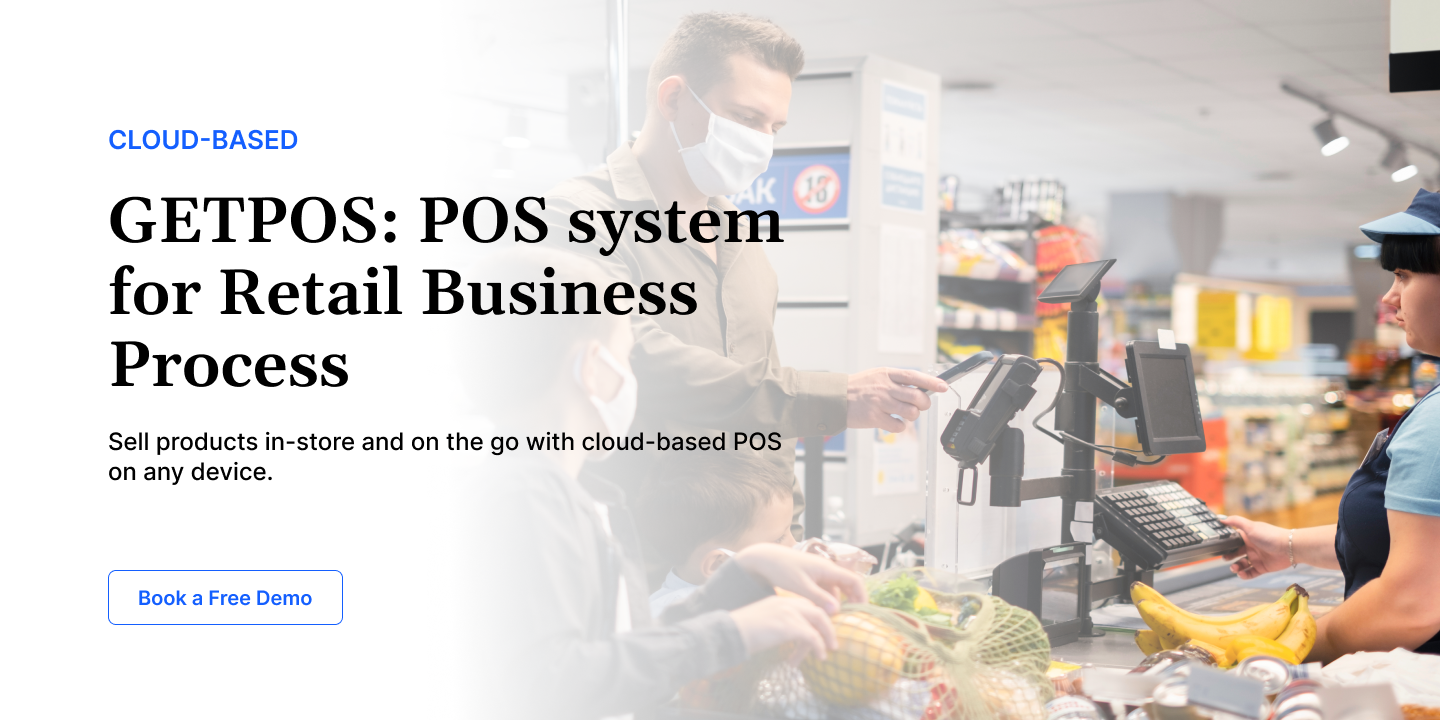 CLOUD-BASED
GETPOS: POS system
for Retail Business
Process
Sell products in-store and on the go with cloud-based POS
on any device.
Book a Free Demo
18